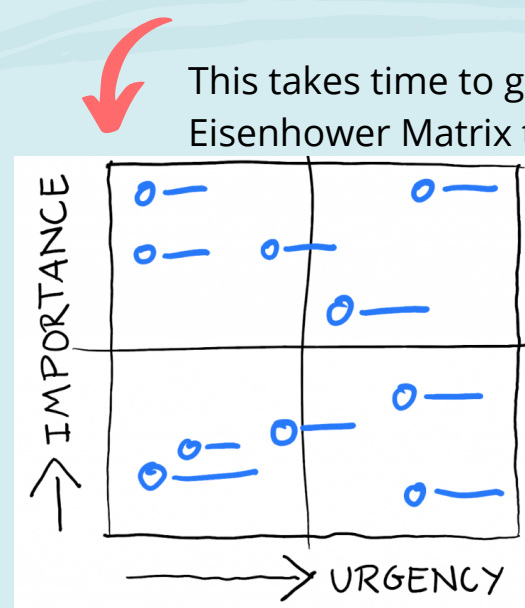 This takes time to g
Eisenhower Matrix t
IMPORTANCE
URGENCY